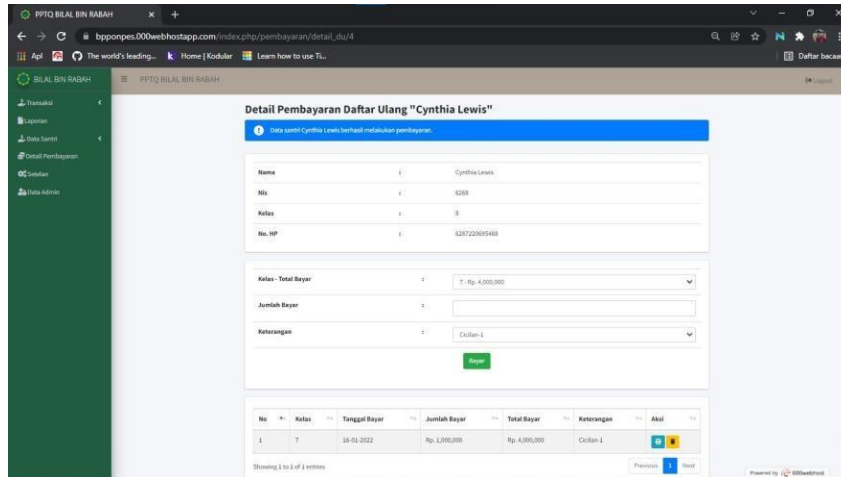 PPTQ BILAL BIN RABAH
bpponpes.000webhostapp.com/index.php/pembayaran/detail_du/4
Apl
The world's leading...
Home | Kodular
Learn how to use Ti...
Daftar bacaan
BILAL BIN RABAH
PPTQ BILAL BIN RABAH
Logout
Transaksi
Laporan
Data Santri
Detail Pembayaran
Setelan
Data Admin
Detail Pembayaran Daftar Ulang "Cynthia Lewis"
Data santri Cynthia Lewis berhasil melakukan pembayaran.
Nama : Cynthia Lewis
Nis : 6268
Kelas : 8
No. HP : 6287220695488
Kelas - Total Bayar : 7 - Rp. 4,000,000
Jumlah Bayar :
Keterangan : Cicilan-1
Bayar
No Kelas Tanggal Bayar Jumlah Bayar Total Bayar Keterangan Aksi
1 7 16-01-2022 Rp. 1,000,000 Rp. 4,000,000 Cicilan-1
Showing 1 to 1 of 1 entries
Previous 1 Next
Powered by 000webhost